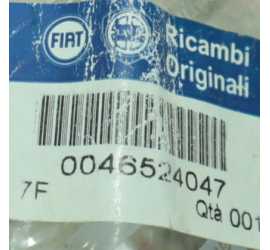 FIAT
Ricambi
Originali
0046524047
7F
Qtà 001